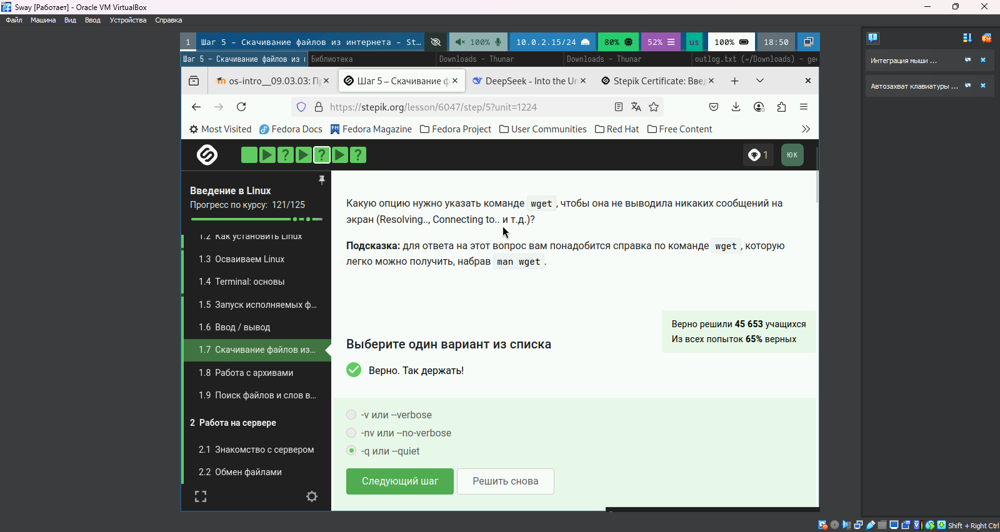 Sway [Работает] - Oracle VM VirtualBox
Файл Машина Вид Ввод Устройства Справка
1 Шаг 5 - Скачивание файлов из интернета - St… 100% 10.0.2.15/24 80% 52% us 100% 18:50
Шаг 5 - Скачивание файлов из Библиотека Downloads - Thunar Downloads - Thunar outlog.txt (~/Downloads) - ge
os-intro__09.03.03: П Шаг 5 – Скачивание ф DeepSeek - Into the Un Stepik Certificate: Введ
https://stepik.org/lesson/6047/step/5?unit=1224
Most Visited Fedora Docs Fedora Magazine Fedora Project User Communities Red Hat Free Content
? ? ? 1 ЮК
Введение в Linux
Прогресс по курсу: 121/125
1.2 Как установить Linux
1.3 Осваиваем Linux
1.4 Terminal: основы
1.5 Запуск исполняемых ф...
1.6 Ввод / вывод
1.7 Скачивание файлов из...
1.8 Работа с архивами
1.9 Поиск файлов и слов в...
2 Работа на сервере
2.1 Знакомство с сервером
2.2 Обмен файлами
Какую опцию нужно указать команде wget, чтобы она не выводила никаких сообщений на
экран (Resolving.., Connecting to.. и т.д.)?
Подсказка: для ответа на этот вопрос вам понадобится справка по команде wget, которую
легко можно получить, набрав man wget.
Верно решили 45 653 учащихся
Из всех попыток 65% верных
Выберите один вариант из списка
Верно. Так держать!
-v или --verbose
-nv или --no-verbose
-q или --quiet
Следующий шаг Решить снова
Интеграция мыши ...
Автозахват клавиатуры ...
Shift + Right Ctrl